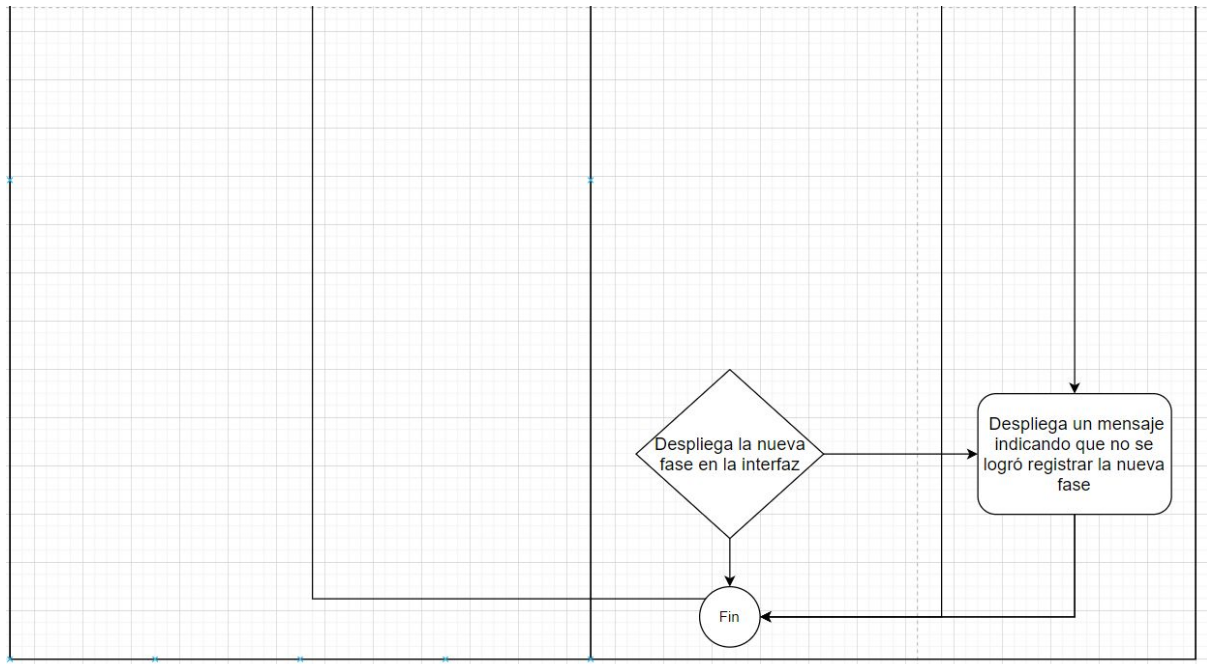 Despliega la nueva
fase en la interfaz
Despliega un mensaje
indicando que no se
logró registrar la nueva
fase
Fin